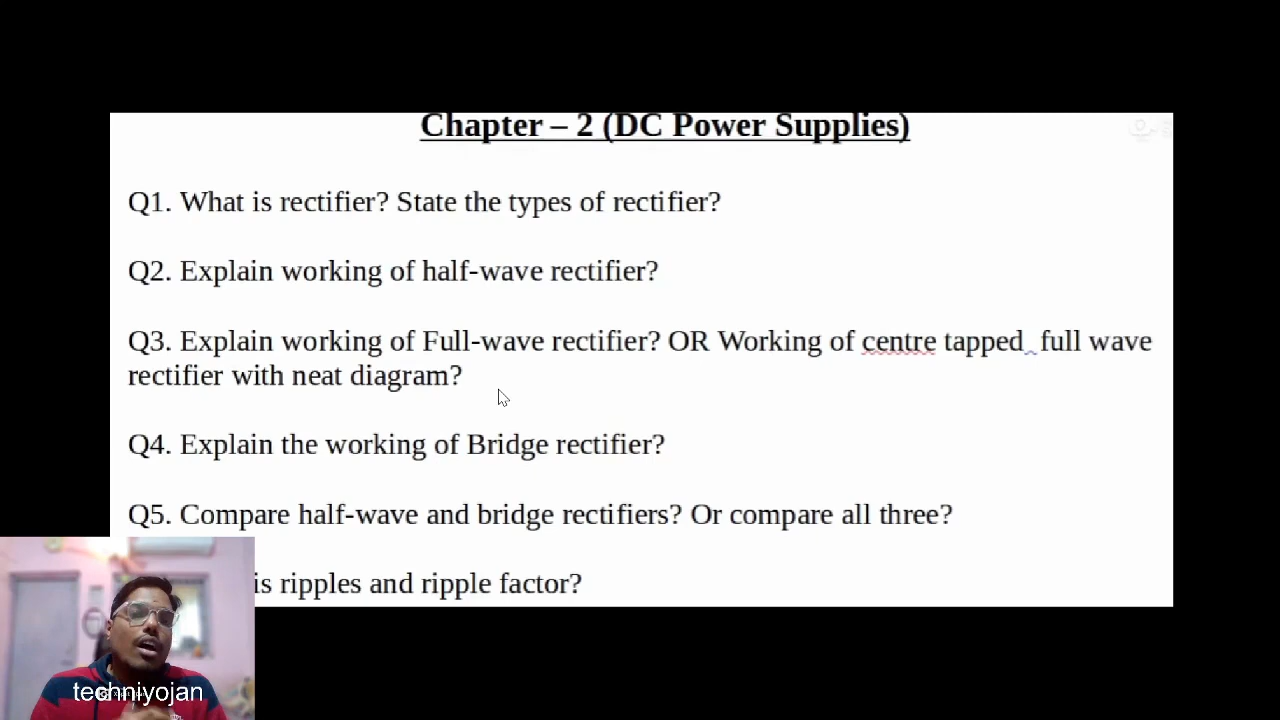 Chapter – 2 (DC Power Supplies)
Q1. What is rectifier? State the types of rectifier?
Q2. Explain working of half-wave rectifier?
Q3. Explain working of Full-wave rectifier? OR Working of centre tapped full wave
rectifier with neat diagram?
Q4. Explain the working of Bridge rectifier?
Q5. Compare half-wave and bridge rectifiers? Or compare all three?
is ripples and ripple factor?
techniyojan